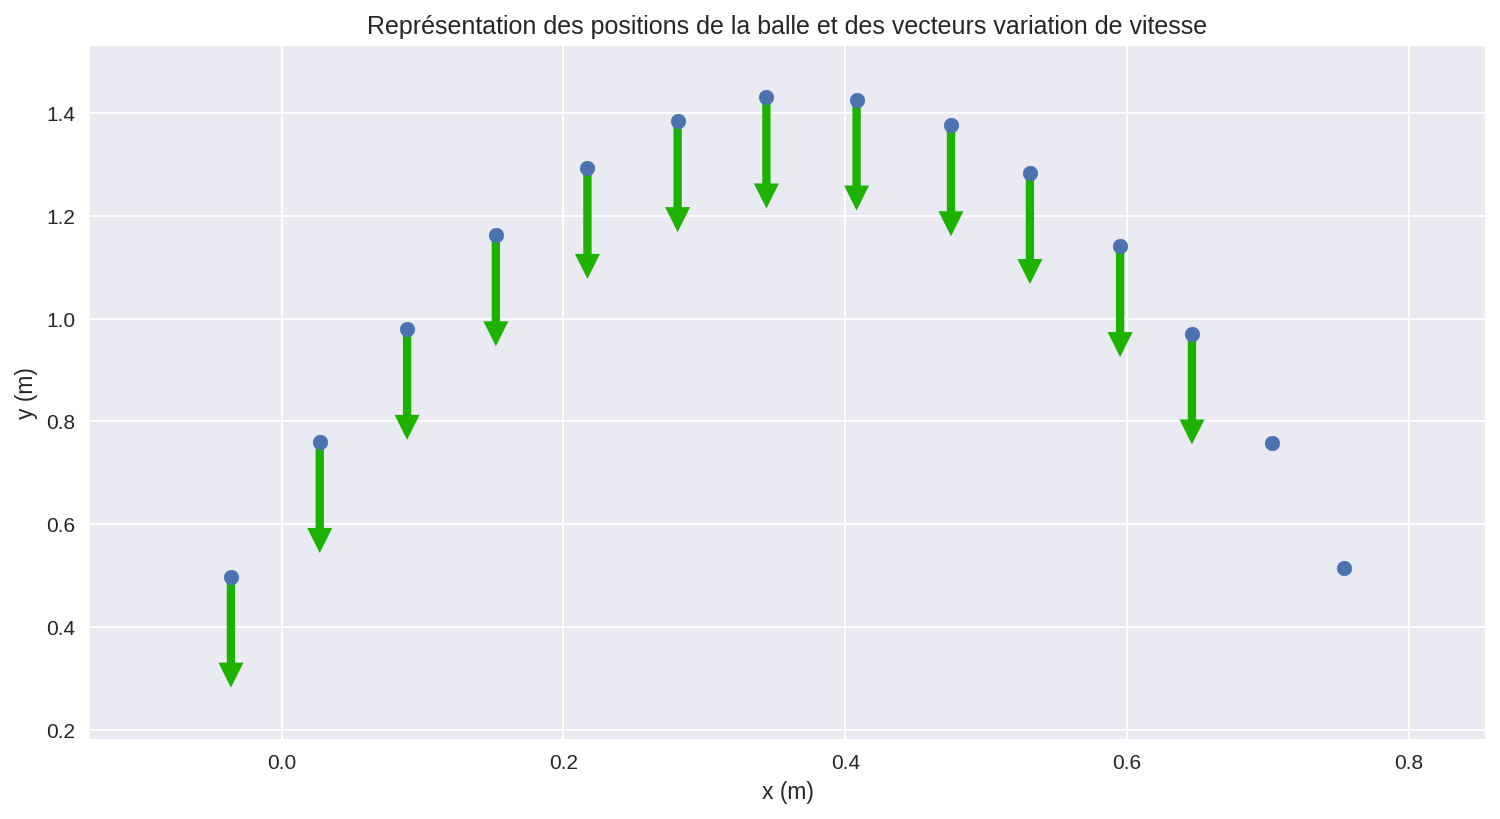 Représentation des positions de la balle et des vecteurs variation de vitesse
1.4
1.2
1.0
0.8
0.6
0.4
0.2
y (m)
0.0 0.2 0.4 0.6 0.8
x (m)